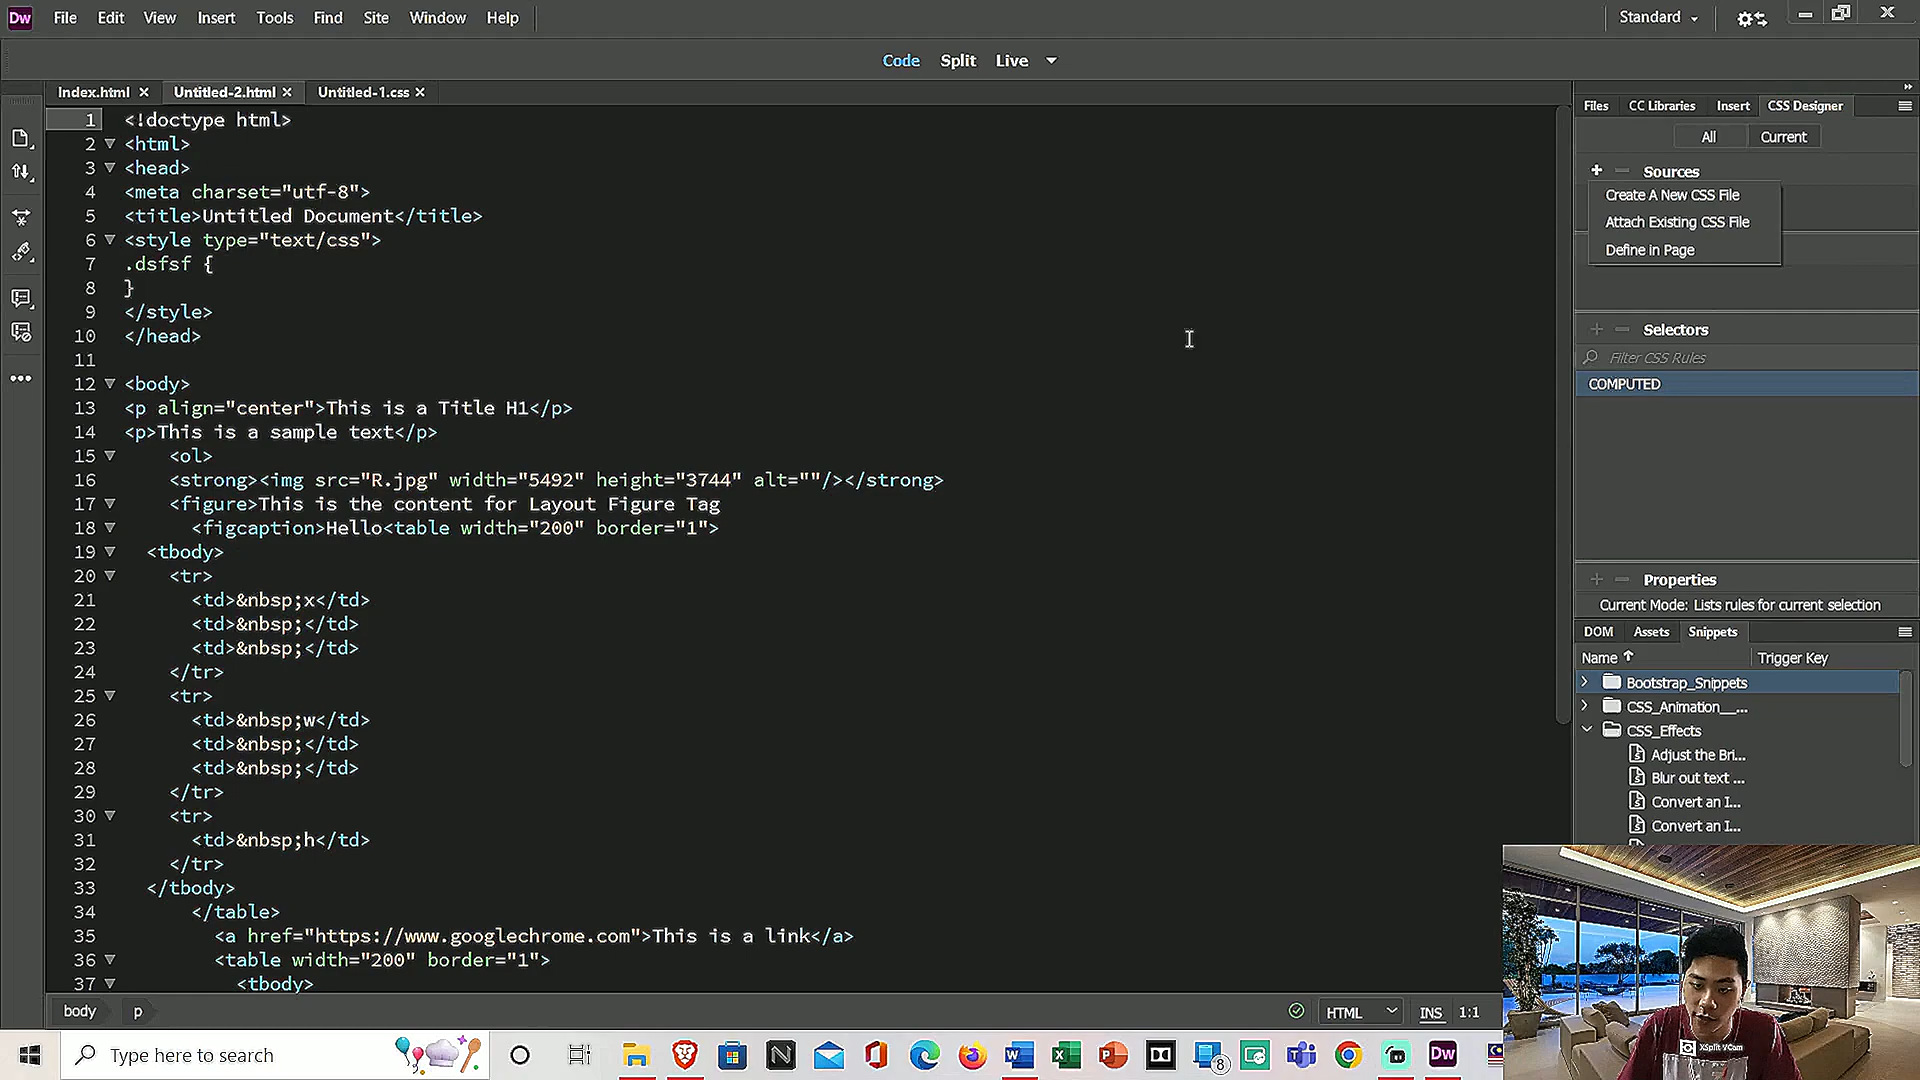 Dw File Edit View Insert Tools Find Site Window Help Standard
Code Split Live
Index.html Untitled-2.html Untitled-1.css
1 <!doctype html>
2 <html>
3 <head>
4 <meta charset="utf-8">
5 <title>Untitled Document</title>
6 <style type="text/css">
7 .dsfsf {
8 }
9 </style>
10 </head>
11
12 <body>
13 <p align="center">This is a Title H1</p>
14 <p>This is a sample text</p>
15 <ol>
16 <strong><img src="R.jpg" width="5492" height="3744" alt=""/></strong>
17 <figure>This is the content for Layout Figure Tag
18 <figcaption>Hello<table width="200" border="1">
19 <tbody>
20 <tr>
21 <td>&nbsp;x</td>
22 <td>&nbsp;</td>
23 <td>&nbsp;</td>
24 </tr>
25 <tr>
26 <td>&nbsp;w</td>
27 <td>&nbsp;</td>
28 <td>&nbsp;</td>
29 </tr>
30 <tr>
31 <td>&nbsp;h</td>
32 </tr>
33 </tbody>
34 </table>
35 <a href="https://www.googlechrome.com">This is a link</a>
36 <table width="200" border="1">
37 <tbody>
body p
HTML INS 1:1
Files CC Libraries Insert CSS Designer
All Current
+ Sources
Create A New CSS File
Attach Existing CSS File
Define in Page
Selectors
Filter CSS Rules
COMPUTED
Properties
Current Mode: Lists rules for current selection
DOM Assets Snippets
Name Trigger Key
Bootstrap_Snippets
CSS_Animation__...
CSS_Effects
Adjust the Bri...
Blur out text ...
Convert an I...
Convert an I...
XSplit VCam
Type here to search
8
Dw